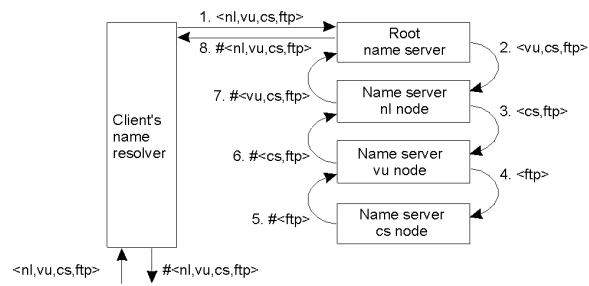 1. <nl,vu,cs,ftp>
Root
name server
8. #<nl,vu,cs,ftp>
2. <vu,cs,ftp>
7. #<vu,cs,ftp>
Name server
nl node
3. <cs,ftp>
Client's
name
resolver
6. #<cs,ftp>
Name server
vu node
4. <ftp>
5. #<ftp>
Name server
cs node
<nl,vu,cs,ftp>
#<nl,vu,cs,ftp>